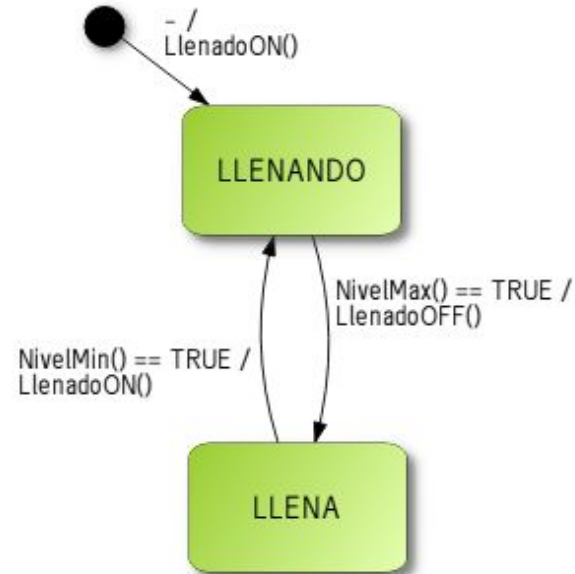 - /
LlenadoON()
LLENANDO
NivelMax() == TRUE /
LlenadoOFF()
NivelMin() == TRUE /
LlenadoON()
LLENA